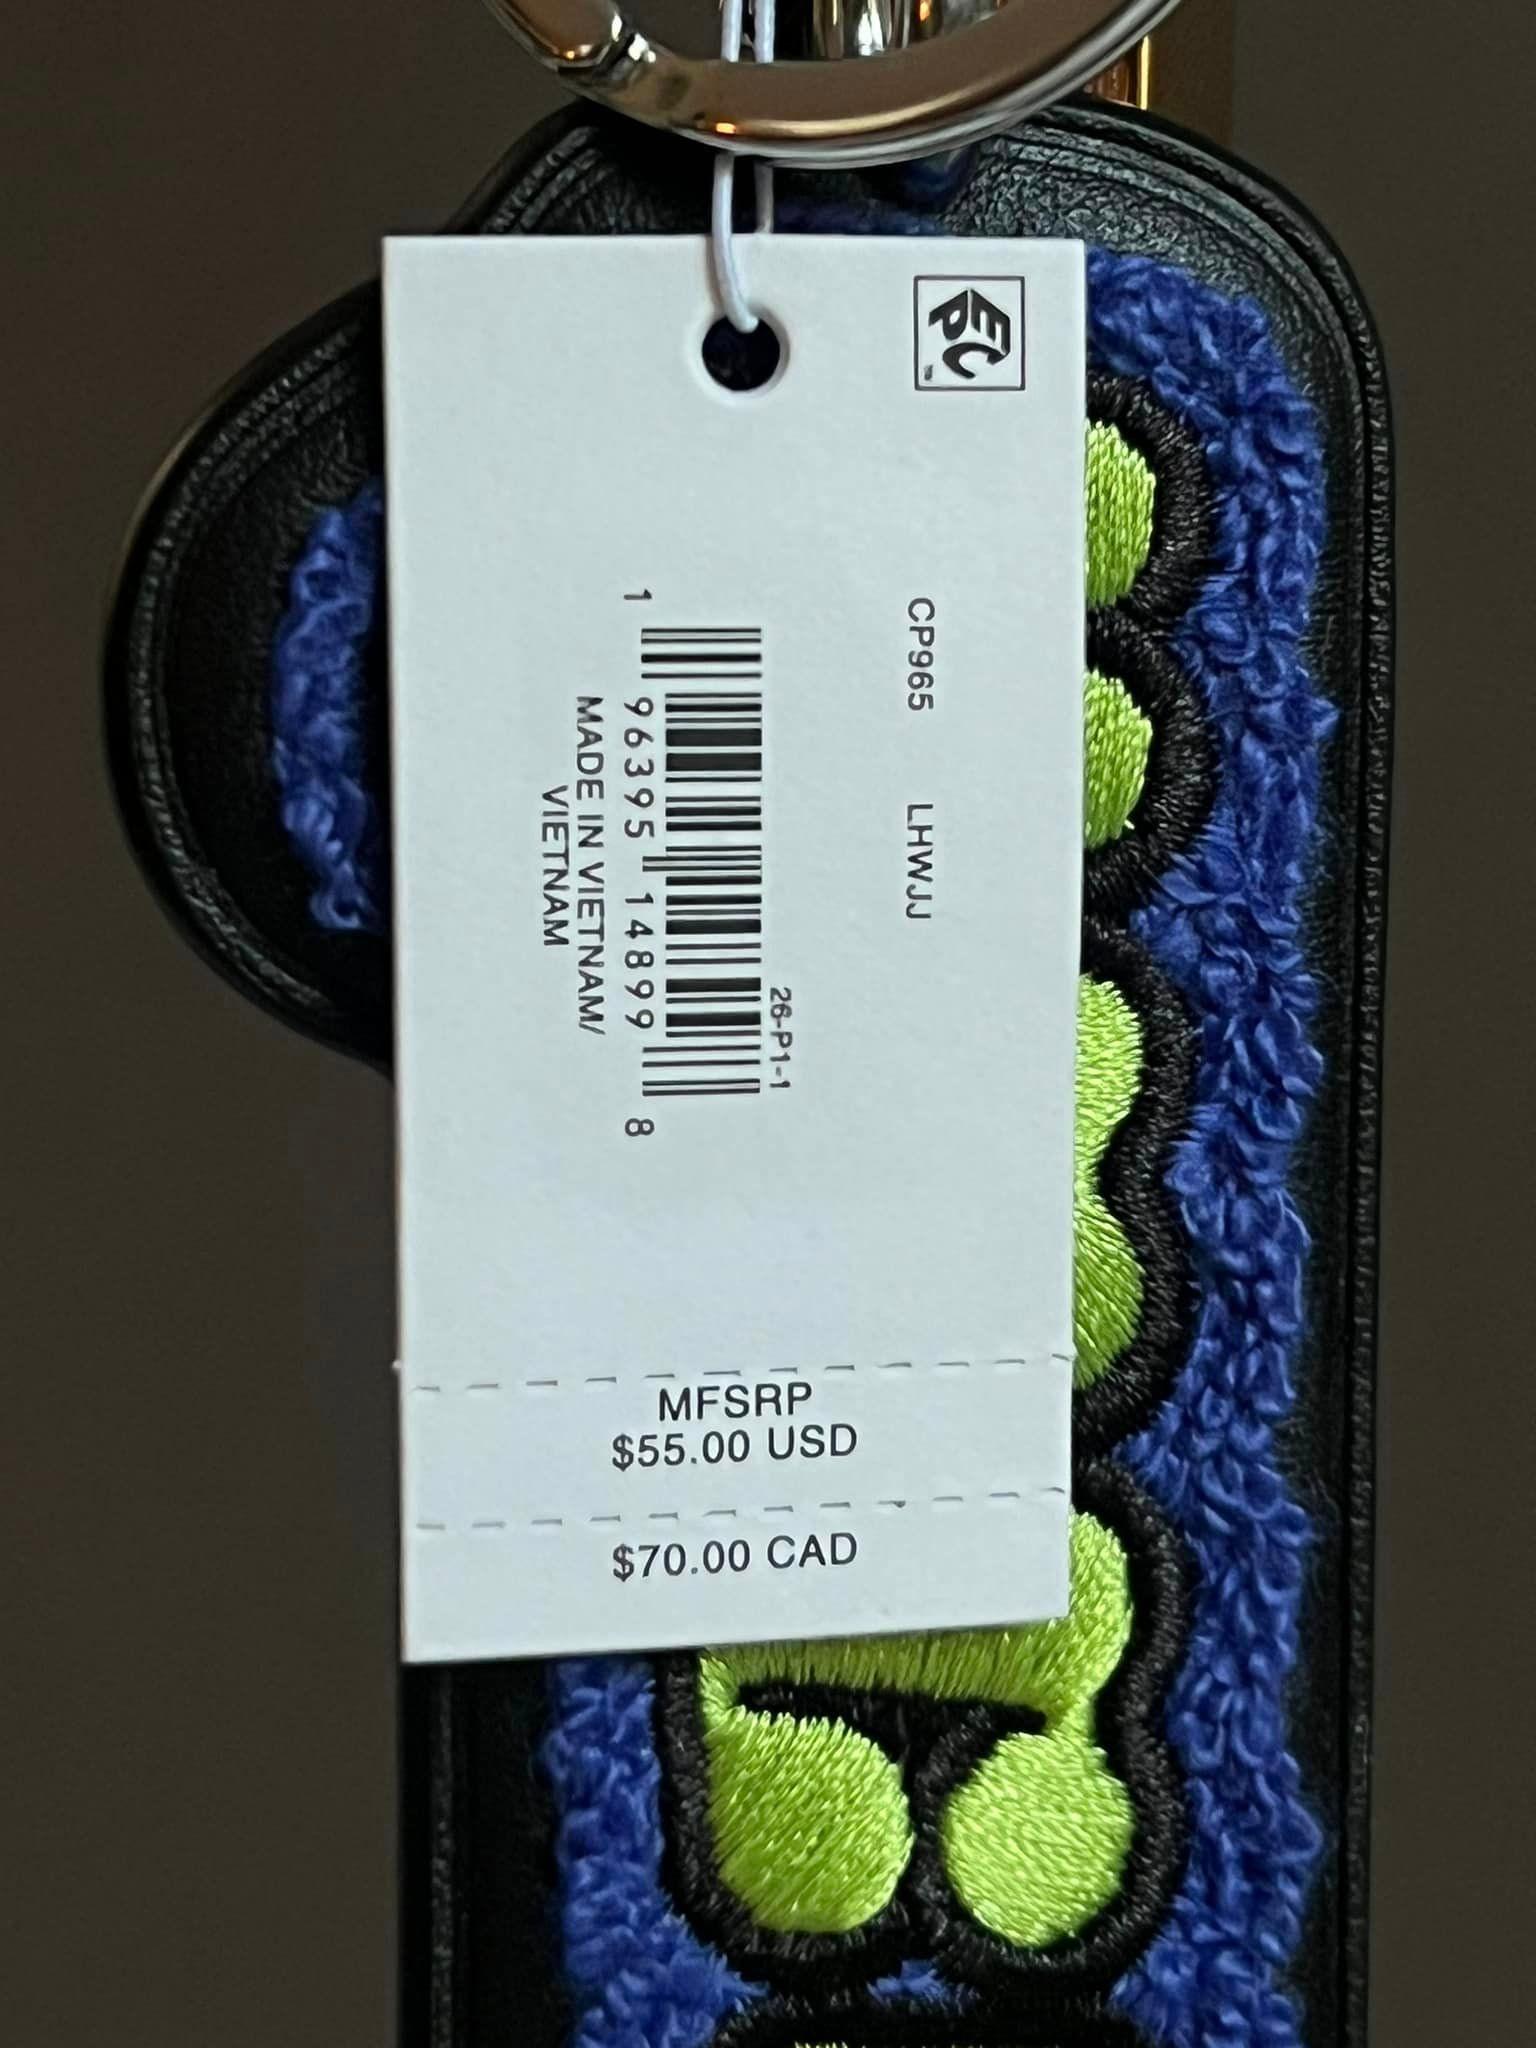 EPC
CP965 LHWJJ
26-P1-1
1 96395 14899 8
MADE IN VIETNAM/
VIETNAM
MFSRP
$55.00 USD
$70.00 CAD